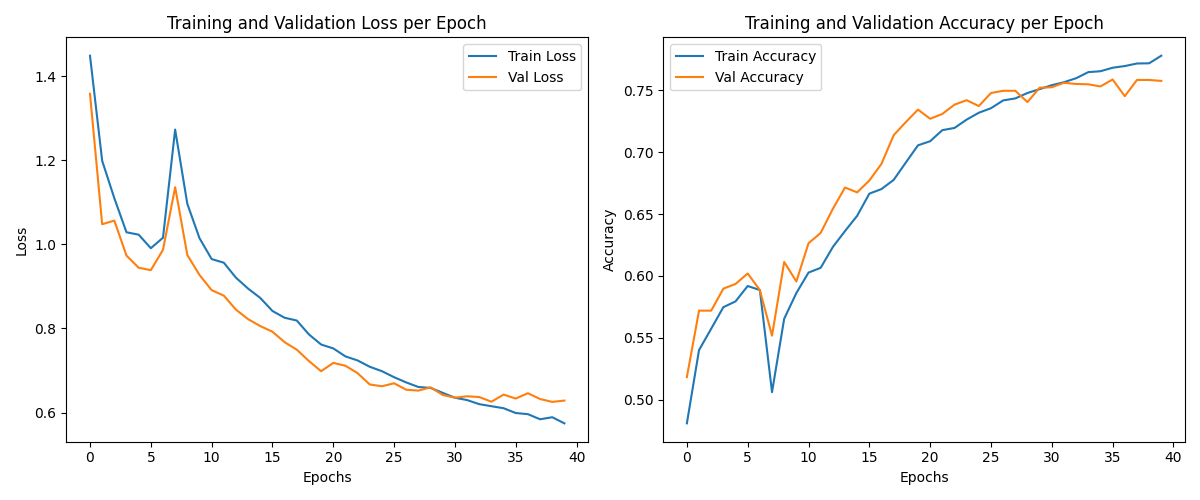 Training and Validation Loss per Epoch
Train Loss
Val Loss
Loss
1.4
1.2
1.0
0.8
0.6
0 5 10 15 20 25 30 35 40
Epochs
Training and Validation Accuracy per Epoch
Train Accuracy
Val Accuracy
Accuracy
0.75
0.70
0.65
0.60
0.55
0.50
0 5 10 15 20 25 30 35 40
Epochs